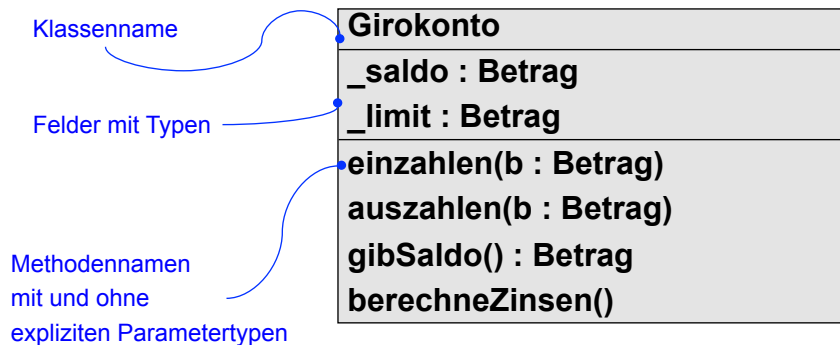 Klassenname
Girokonto
_saldo : Betrag
_limit : Betrag
Felder mit Typen
einzahlen(b : Betrag)
auszahlen(b : Betrag)
gibSaldo() : Betrag
berechneZinsen()
Methodennamen
mit und ohne
expliziten Parametertypen